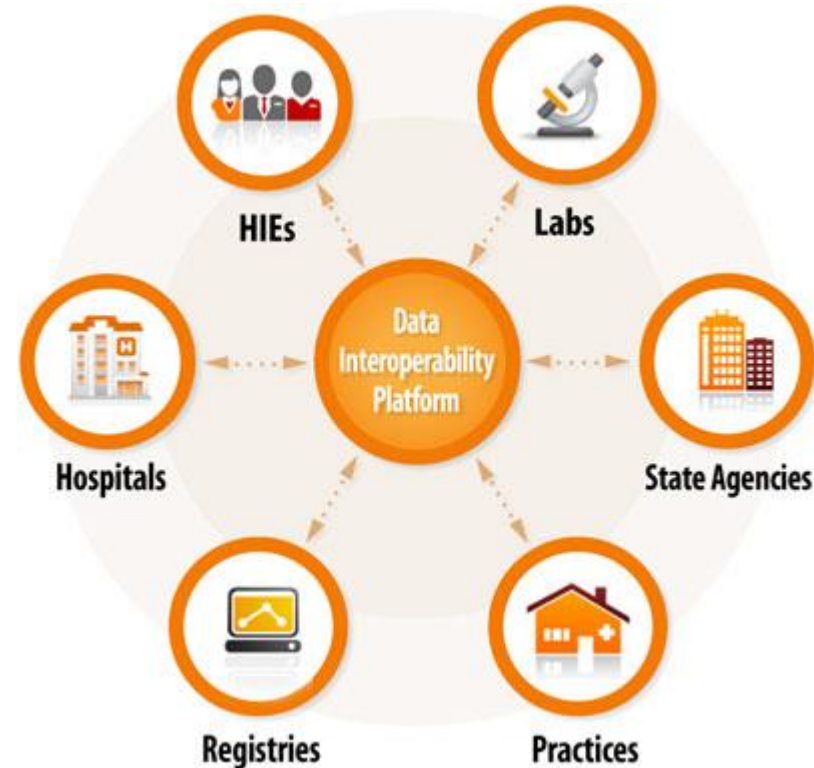 HIEs
Labs
Data
Interoperability
Platform
H
Hospitals
State Agencies
Registries
Practices